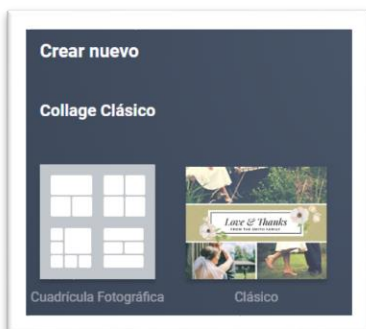 Crear nuevo
Collage Clásico
Love & Thanks
FROM THE SMITH FAMILY
Cuadrícula Fotográfica
Clásico